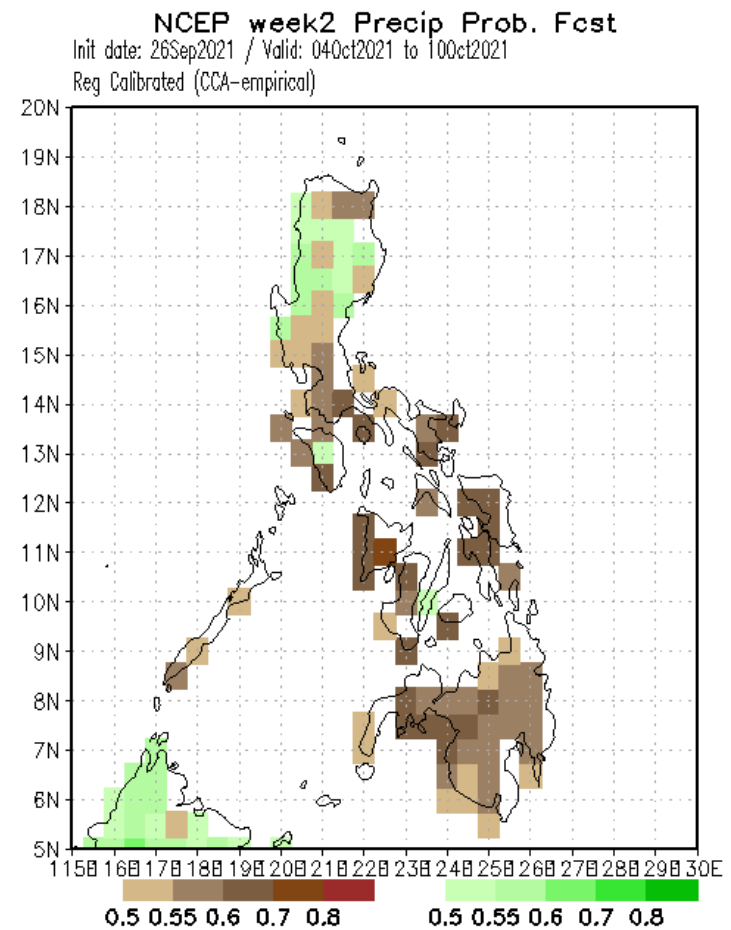 NCEP week2 Precip Prob. Fcst
Init date: 26Sep2021 / Valid: 04Oct2021 to 10Oct2021
Reg Calibrated (CCA-empirical)
20N
19N
18N
17N
16N
15N
14N
13N
12N
11N
10N
9N
8N
7N
6N
5N
115E 116E 117E 118E 119E 120E 121E 122E 123E 124E 125E 126E 127E 128E 129E 130E
0.5 0.55 0.6 0.7 0.8 0.5 0.55 0.6 0.7 0.8